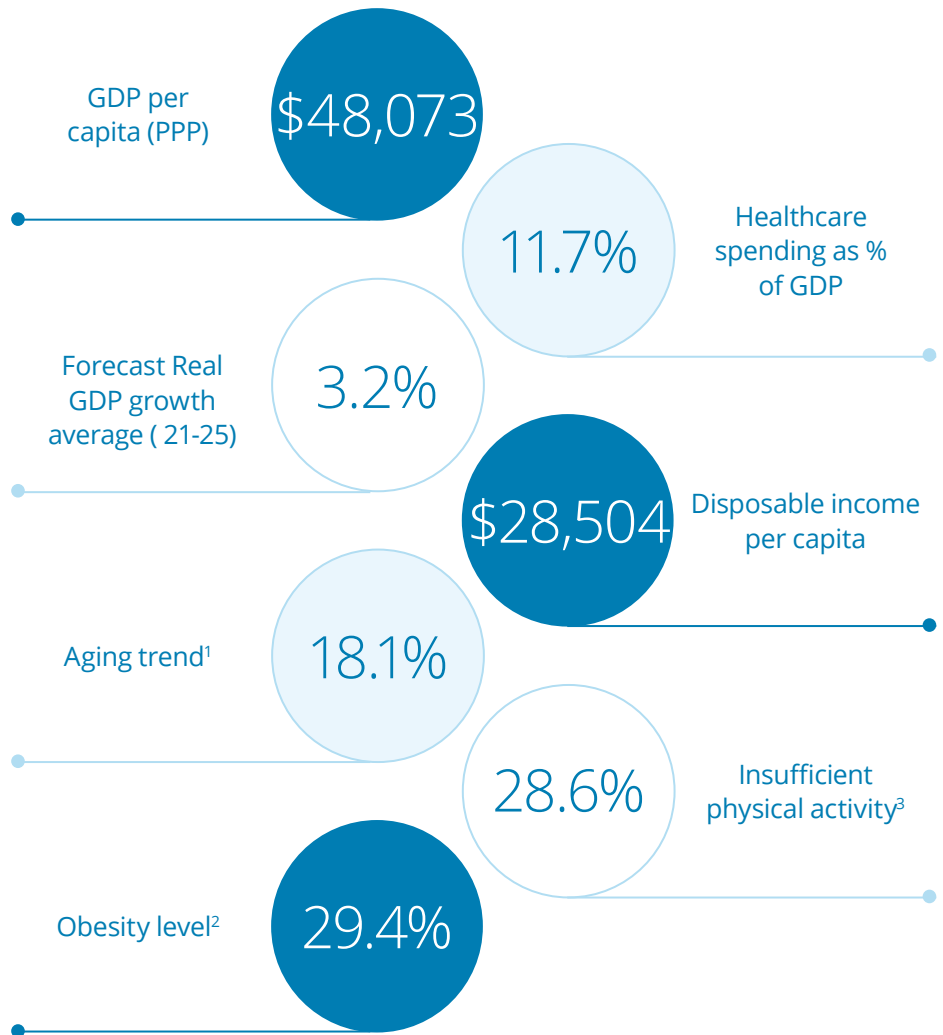 GDP per
capita (PPP)
$48,073
11.7%
Healthcare
spending as %
of GDP
Forecast Real
GDP growth
average ( 21-25)
3.2%
$28,504
Disposable income
per capita
Aging trend¹
18.1%
28.6%
Insufficient
physical activity³
Obesity level²
29.4%